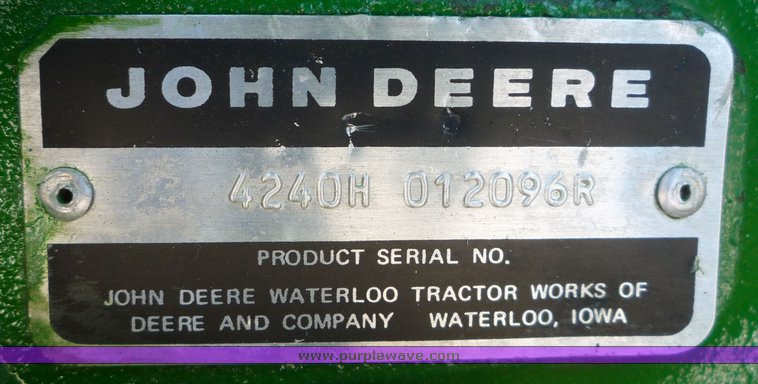 JOHN DEERE
4240H 012096R
PRODUCT SERIAL NO.
JOHN DEERE WATERLOO TRACTOR WORKS OF
DEERE AND COMPANY WATERLOO, IOWA
www.purplewave.com